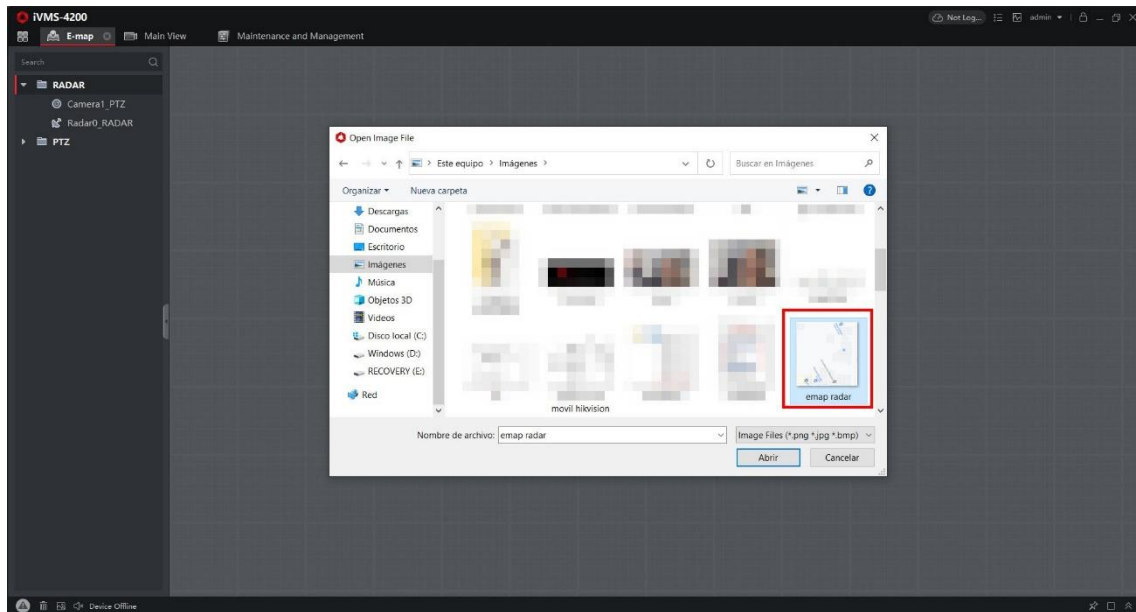 iVMS-4200
Not Log... admin
E-map Main View Maintenance and Management
Search
RADAR
Camera1_PTZ
Radar0_RADAR
PTZ
Open Image File
Este equipo > Imágenes >
Buscar en Imágenes
Organizar Nueva carpeta
Descargas
Documentos
Escritorio
Imágenes
Música
Objetos 3D
Videos
Disco local (C:)
Windows (D:)
RECOVERY (E:)
Red
movil hikvision
emap radar
Nombre de archivo: emap radar
Image Files (*.png *.jpg *.bmp)
Abrir Cancelar
Device Offline